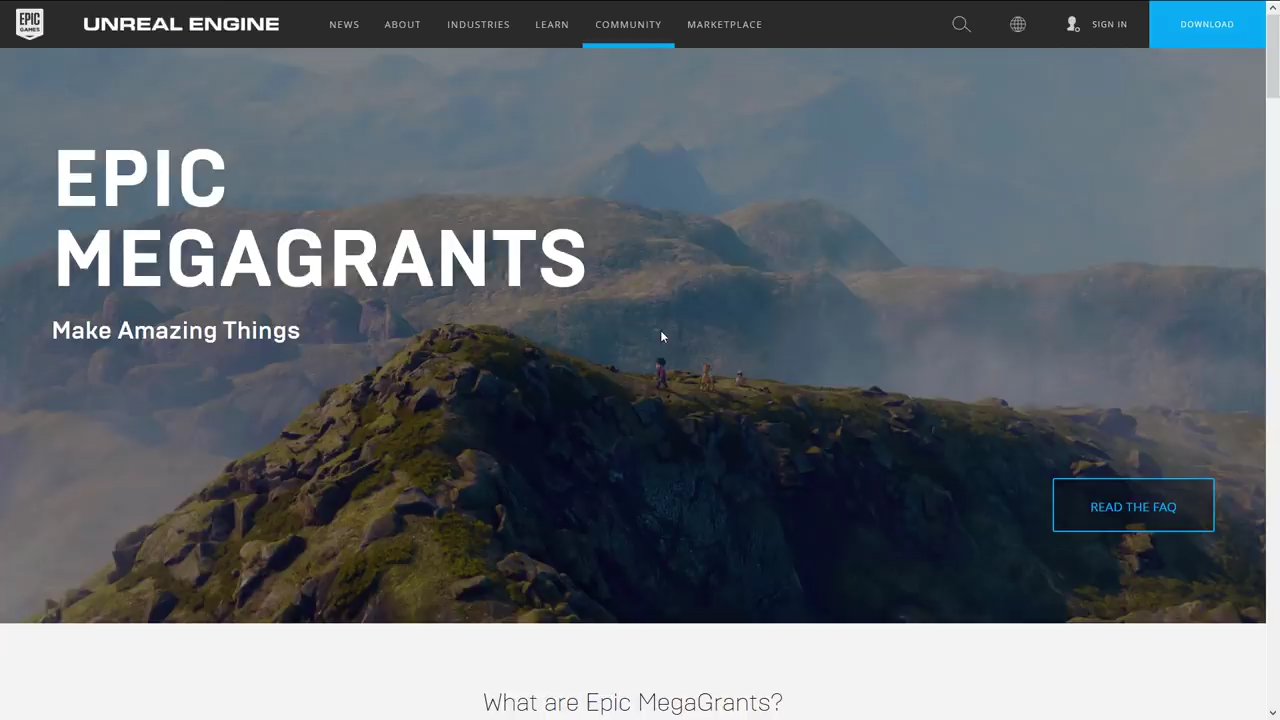 EPIC
GAMES
UNREAL ENGINE
NEWS ABOUT INDUSTRIES LEARN COMMUNITY MARKETPLACE
SIGN IN
DOWNLOAD
EPIC
MEGAGRANTS
Make Amazing Things
READ THE FAQ
What are Epic MegaGrants?